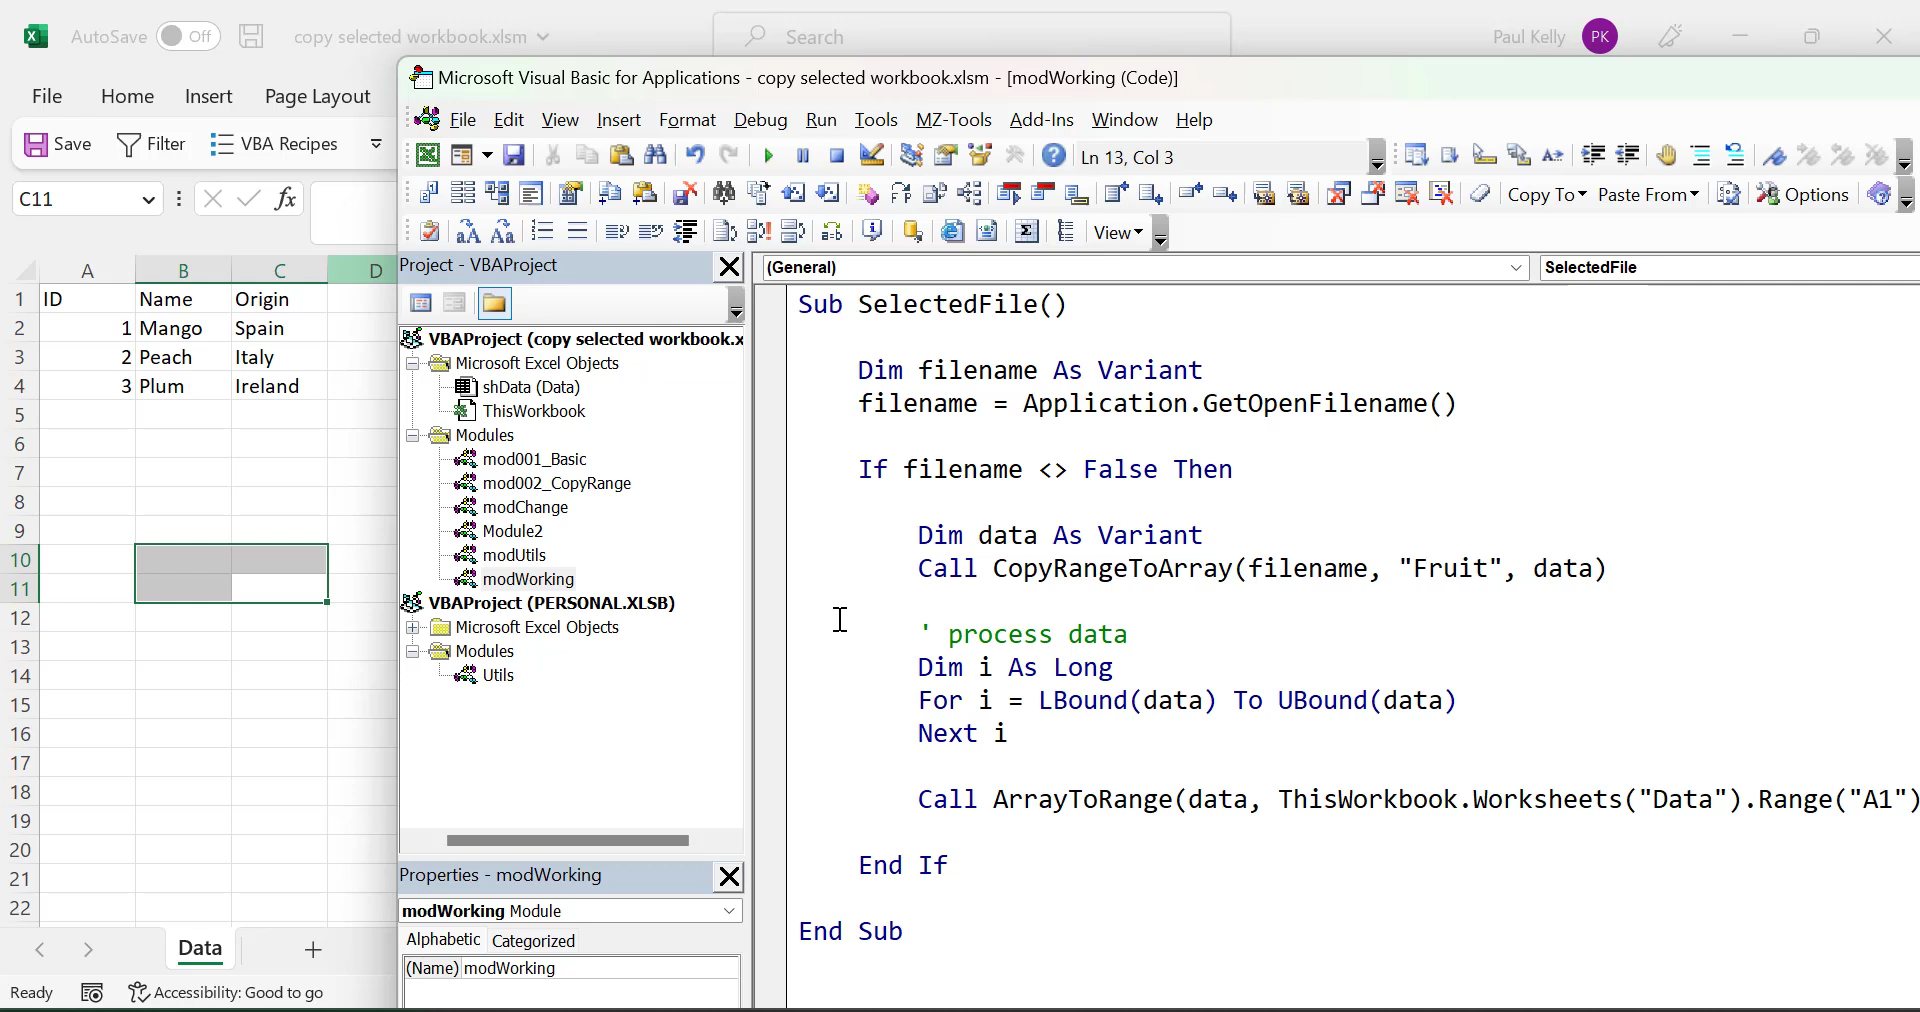 AutoSave Off copy selected workbook.xlsm Search Paul Kelly PK
Microsoft Visual Basic for Applications - copy selected workbook.xlsm - [modWorking (Code)]
File Home Insert Page Layout
File Edit View Insert Format Debug Run Tools MZ-Tools Add-Ins Window Help
Save Filter VBA Recipes
Ln 13, Col 3
C11 fx
Copy To Paste From Options
View
Project - VBAProject
(General) SelectedFile
A B C D
1 ID Name Origin
2 1 Mango Spain
3 2 Peach Italy
4 3 Plum Ireland
5
6
7
8
9
10
11
12
13
14
15
16
17
18
19
20
21
22
VBAProject (copy selected workbook.x
Microsoft Excel Objects
shData (Data)
ThisWorkbook
Modules
mod001_Basic
mod002_CopyRange
modChange
Module2
modUtils
modWorking
VBAProject (PERSONAL.XLSB)
Microsoft Excel Objects
Modules
Utils
Properties - modWorking
modWorking Module
Alphabetic Categorized
(Name) modWorking
Sub SelectedFile()
Dim filename As Variant
filename = Application.GetOpenFilename()
If filename <> False Then
Dim data As Variant
Call CopyRangeToArray(filename, "Fruit", data)
' process data
Dim i As Long
For i = LBound(data) To UBound(data)
Next i
Call ArrayToRange(data, ThisWorkbook.Worksheets("Data").Range("A1")
End If
End Sub
Data
Ready Accessibility: Good to go